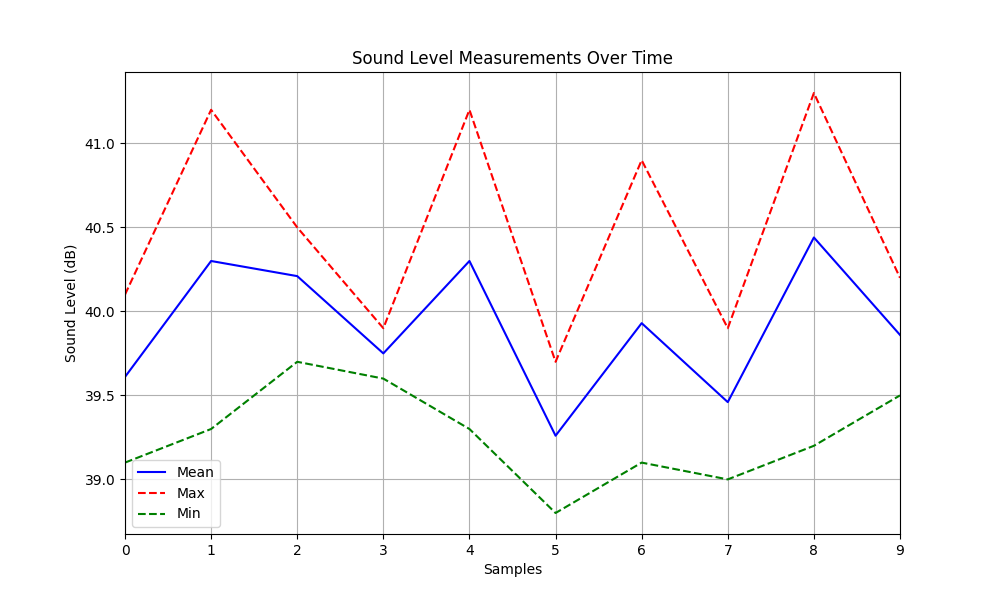 Sound Level Measurements Over Time
Sound Level (dB)
41.0
40.5
40.0
39.5
39.0
Mean
Max
Min
0 1 2 3 4 5 6 7 8 9
Samples